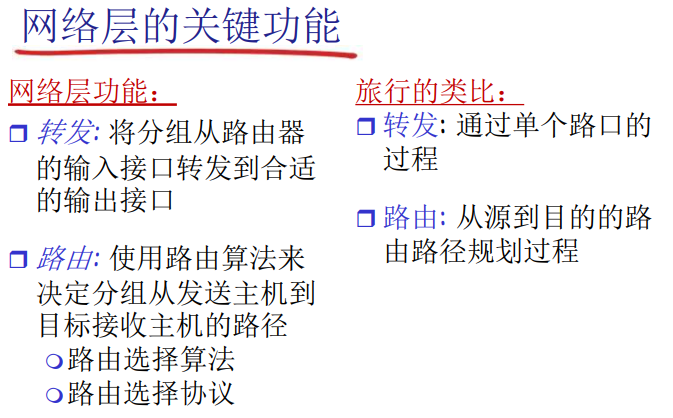 网络层的关键功能
网络层功能：
转发: 将分组从路由器
的输入接口转发到合适
的输出接口
路由: 使用路由算法来
决定分组从发送主机到
目标接收主机的路径
路由选择算法
路由选择协议
旅行的类比：
转发: 通过单个路口的
过程
路由: 从源到目的的路
由路径规划过程